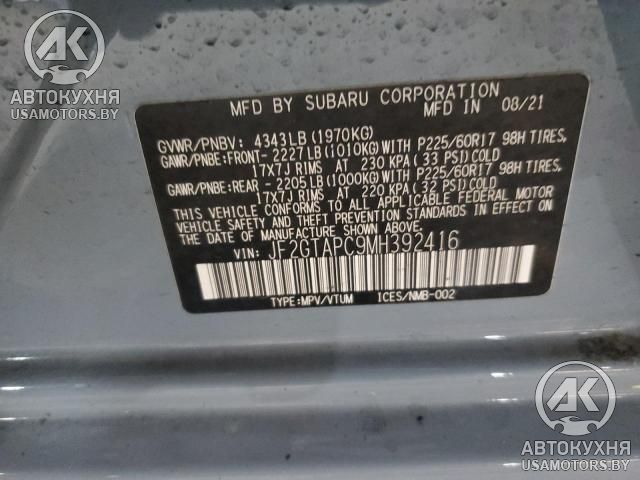 AK
АВТОКУХНЯ
USAMOTORS.BY
MFD BY SUBARU CORPORATION
MFD IN 08/21
GVWR/PNBV: 4343LB(1970KG)
GAWR/PNBE:FRONT- 2227LB(1010KG)WITH P225/60R17 98H TIRES,
17X7J RIMS AT 230 KPA(33 PSI)COLD
GAWR/PNBE:REAR - 2205LB(1000KG)WITH P225/60R17 98H TIRES,
17X7J RIMS AT 220 KPA(32 PSI)COLD
THIS VEHICLE CONFORMS TO ALL APPLICABLE FEDERAL MOTOR
VEHICLE SAFETY AND BUMPER STANDARDS IN EFFECT ON
THE DATE OF MANUFACTURE SHOWN ABOVE.
VIN: JF2GTAPC9MH392416
TYPE:MPV/VTUM ICES/NMB-002
AK
АВТОКУХНЯ
USAMOTORS.BY